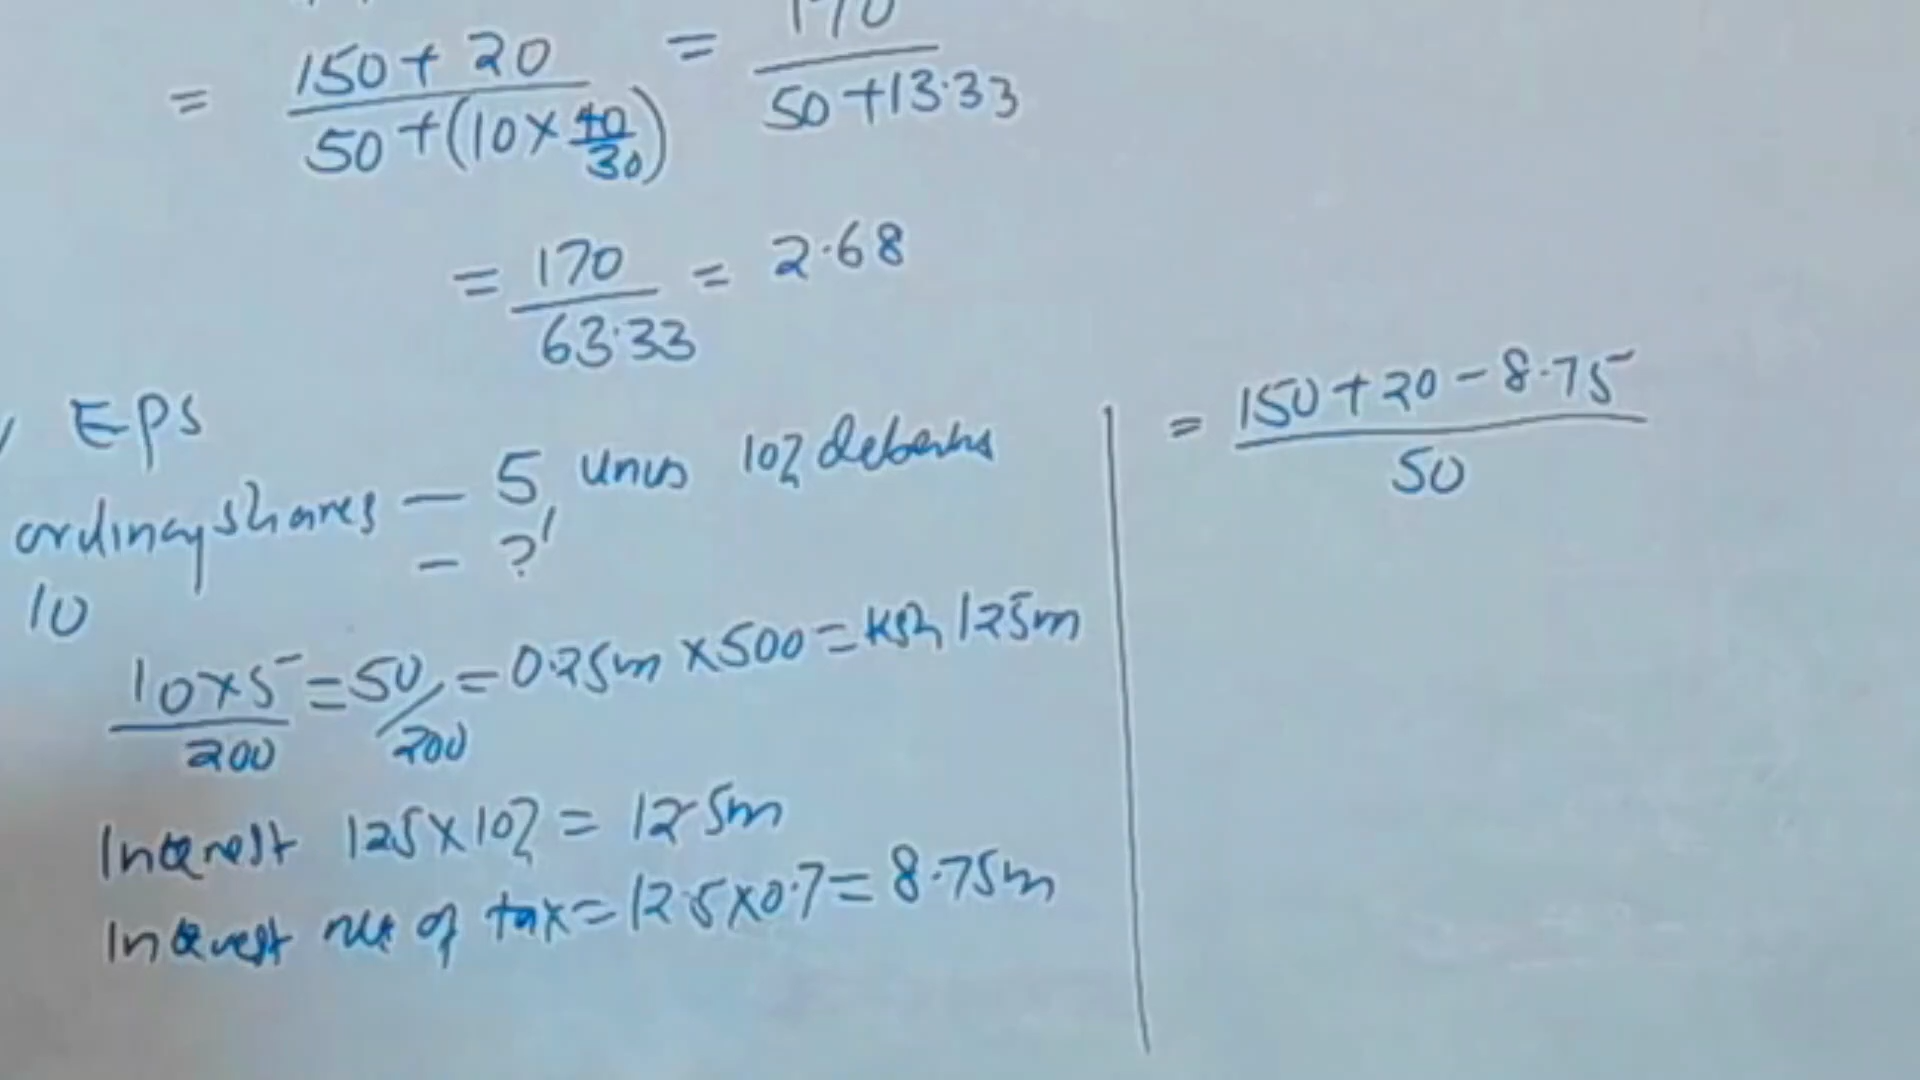 = 150 + 20 / 50 + (10 × 40/30) = 170 / 50 + 13.33
= 170 / 63.33 = 2.68
EPS
ordinary shares — 5 units 10%
10 — ?
10 × 5 / 200 = 50/200 = 0.25m × 500 = ksh 125m
Interest 125 × 10% = 12.5m
Interest net of tax = 12.5 × 0.7 = 8.75m
= 150 + 20 - 8.75 / 50